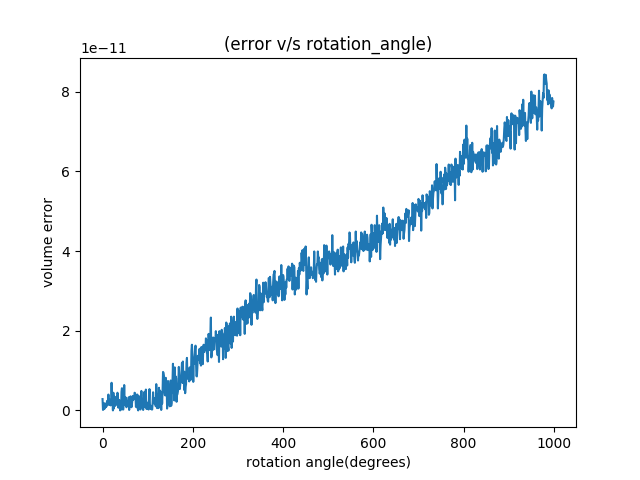 (error v/s rotation_angle)
1e−11
8
6
4
2
0
volume error
0 200 400 600 800 1000
rotation angle(degrees)